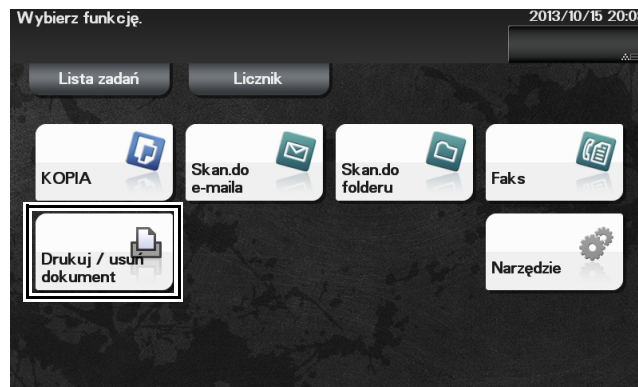 Wybierz funkcję.
2013/10/15 20:03
Lista zadań
Licznik
KOPIA
Skan.do
e-maila
Skan.do
folderu
Faks
Drukuj / usuń
dokument
Narzędzie